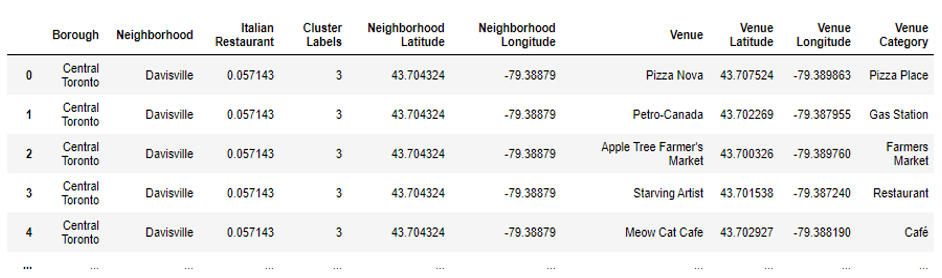 Borough Neighborhood Italian Restaurant Cluster Labels Neighborhood Latitude Neighborhood Longitude Venue Venue Latitude Venue Longitude Venue Category
0 Central Toronto Davisville 0.057143 3 43.704324 -79.38879 Pizza Nova 43.707524 -79.389863 Pizza Place
1 Central Toronto Davisville 0.057143 3 43.704324 -79.38879 Petro-Canada 43.702269 -79.387955 Gas Station
2 Central Toronto Davisville 0.057143 3 43.704324 -79.38879 Apple Tree Farmer's Market 43.700326 -79.389760 Farmers Market
3 Central Toronto Davisville 0.057143 3 43.704324 -79.38879 Starving Artist 43.701538 -79.387240 Restaurant
4 Central Toronto Davisville 0.057143 3 43.704324 -79.38879 Meow Cat Cafe 43.702927 -79.388190 Café
... ... ... ... ... ... ... ... ... ... ...